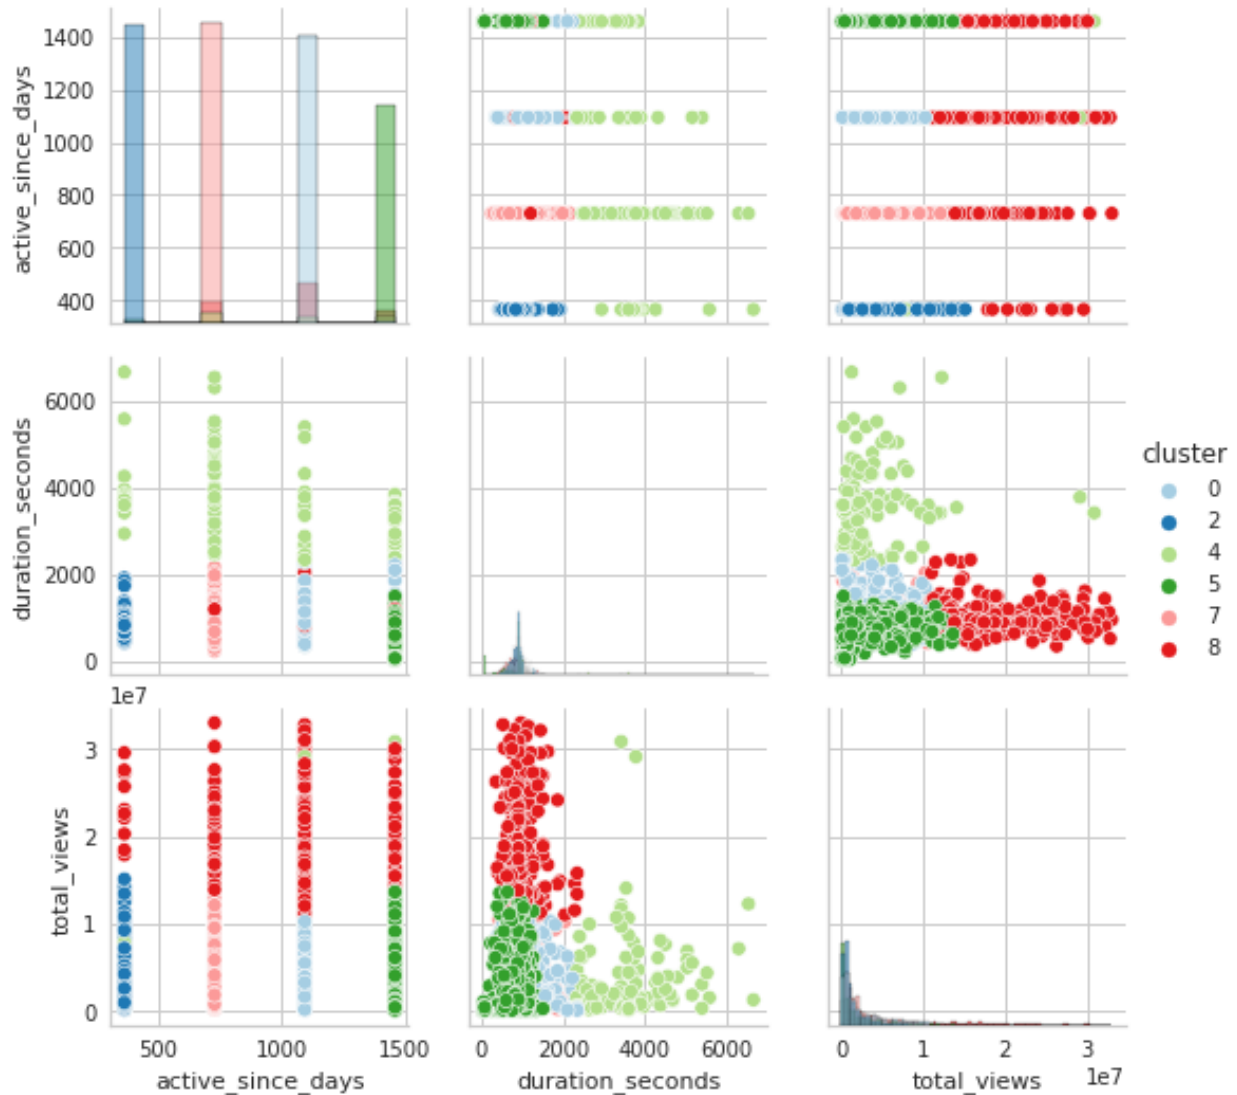 1400
1200
1000
800
600
400
active_since_days
6000
4000
2000
0
duration_seconds
cluster
0
2
4
5
7
8
1e7
3
2
1
0
total_views
500 1000 1500
active_since_days
0 2000 4000 6000
duration_seconds
0 1 2 3
1e7
total_views